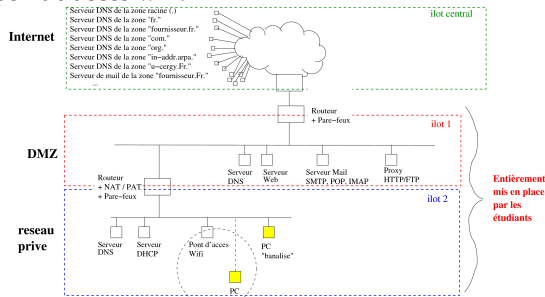 Serveur DNS de la zone racine (.)
Serveur DNS de la zone "fr."
Serveur DNS de la zone "fournisseur.fr."
Serveur DNS de la zone "com."
Serveur DNS de la zone "org."
Serveur DNS de la zone "in-addr.arpa."
Serveur DNS de la zone "u-cergy.Fr."
Serveur de mail de la zone "fournisseur.Fr."
...
Internet
ilot central
Routeur
+ Pare-feux
ilot 1
DMZ
Serveur
DNS
Serveur
Web
Serveur Mail
SMTP, POP, IMAP
Proxy
HTTP/FTP
Routeur
+ NAT / PAT
+ Pare-feux
Entièrement
mis en place
par les
étudiants
ilot 2
reseau
prive
Serveur
DNS
Serveur
DHCP
Pont d'acces
Wifi
PC
"banalise"
PC